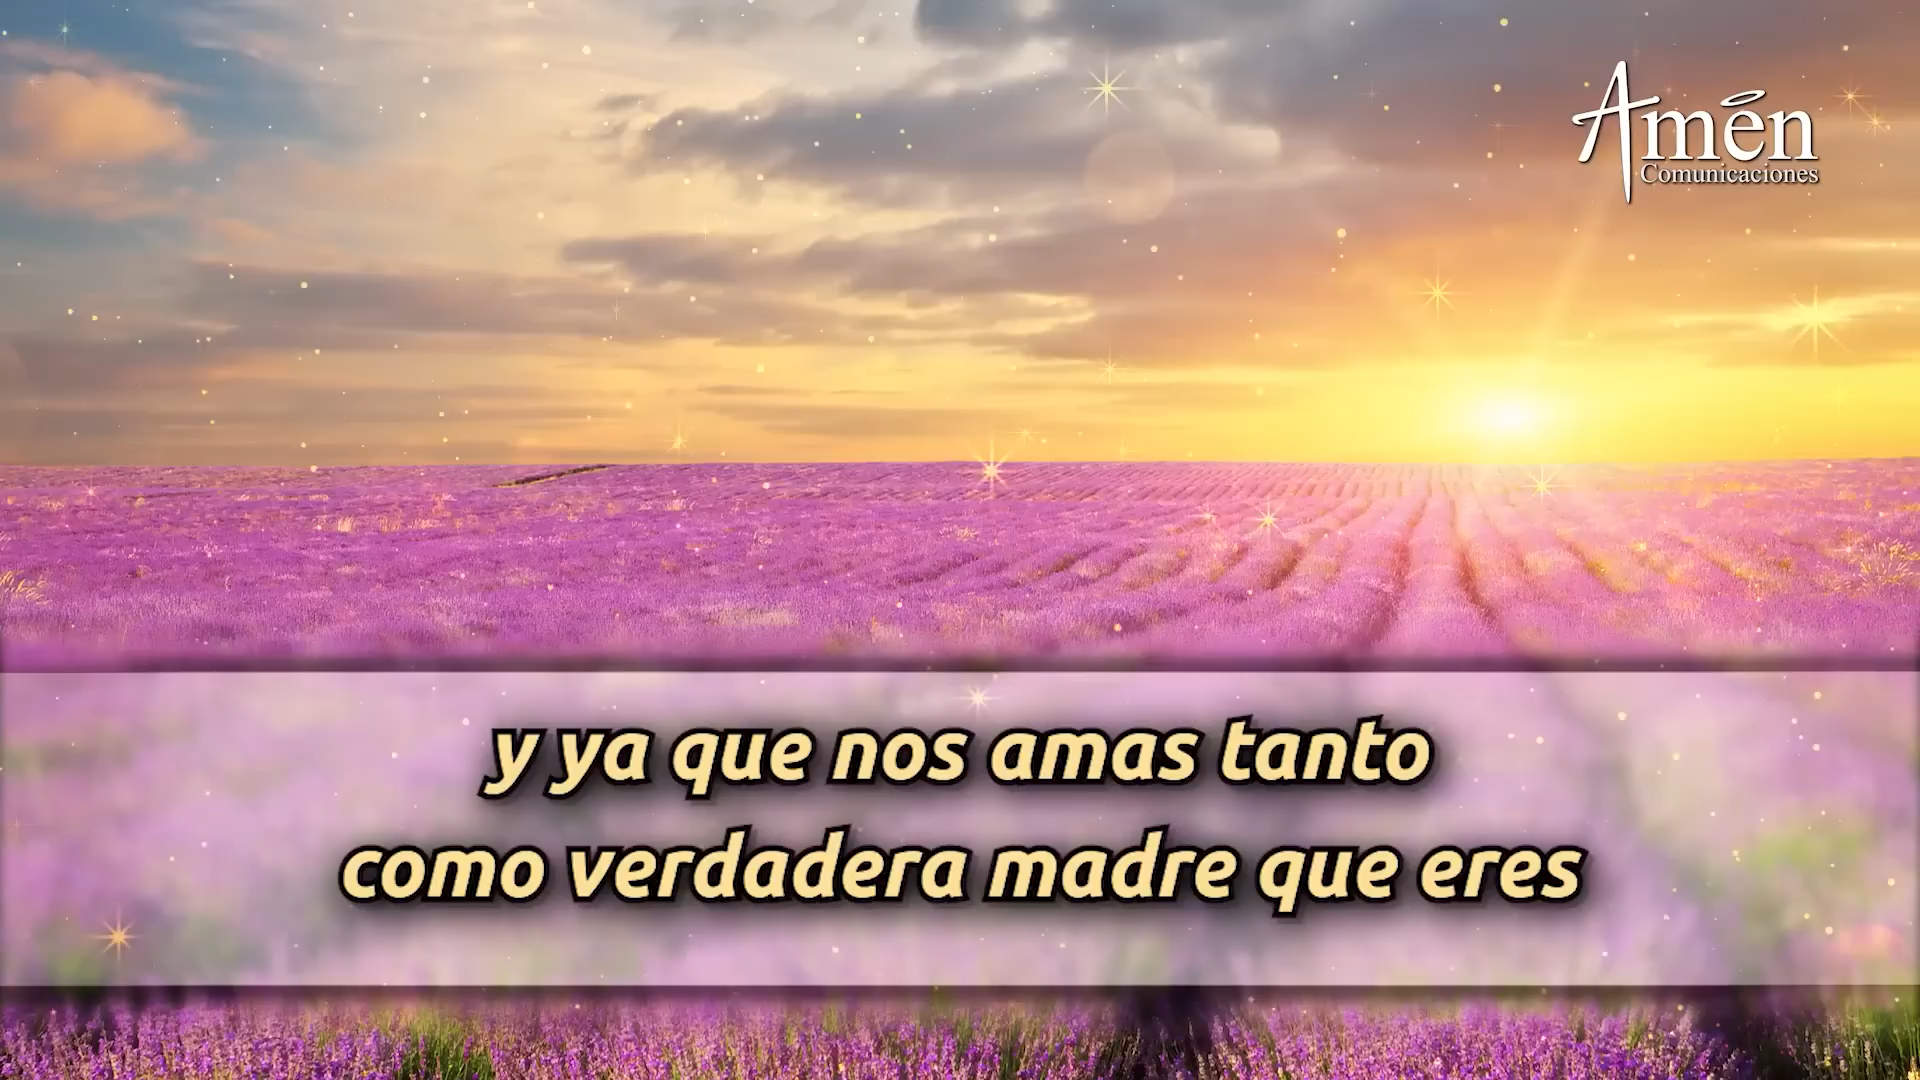 Amén
Comunicaciones
y ya que nos amas tanto
como verdadera madre que eres